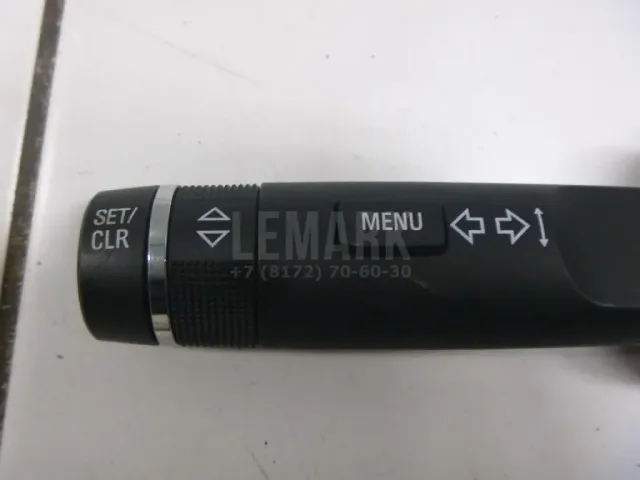 SET/
CLR
MENU
LEMARK
+7 (8172) 70-60-30